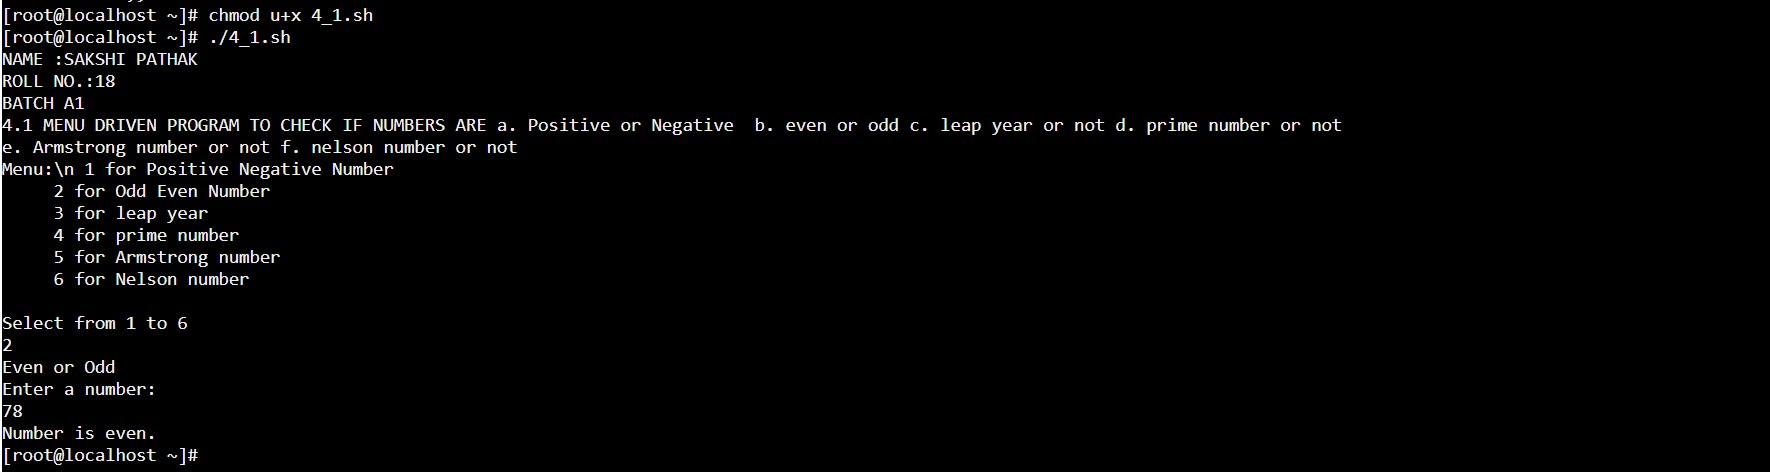 [root@localhost ~]# chmod u+x 4_1.sh
[root@localhost ~]# ./4_1.sh
NAME :SAKSHI PATHAK
ROLL NO.:18
BATCH A1
4.1 MENU DRIVEN PROGRAM TO CHECK IF NUMBERS ARE a. Positive or Negative  b. even or odd c. leap year or not d. prime number or not
e. Armstrong number or not f. nelson number or not
Menu:\n 1 for Positive Negative Number
     2 for Odd Even Number
     3 for leap year
     4 for prime number
     5 for Armstrong number
     6 for Nelson number

Select from 1 to 6
2
Even or Odd
Enter a number:
78
Number is even.
[root@localhost ~]#